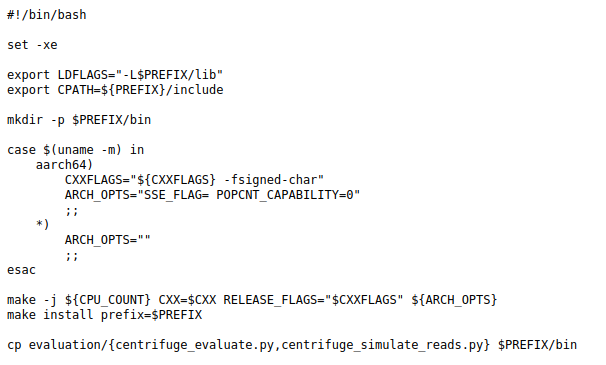 #!/bin/bash

set -xe

export LDFLAGS="-L$PREFIX/lib"
export CPATH=${PREFIX}/include

mkdir -p $PREFIX/bin

case $(uname -m) in
    aarch64)
        CXXFLAGS="${CXXFLAGS} -fsigned-char"
        ARCH_OPTS="SSE_FLAG= POPCNT_CAPABILITY=0"
        ;;
    *)
        ARCH_OPTS=""
        ;;
esac

make -j ${CPU_COUNT} CXX=$CXX RELEASE_FLAGS="$CXXFLAGS" ${ARCH_OPTS}
make install prefix=$PREFIX

cp evaluation/{centrifuge_evaluate.py,centrifuge_simulate_reads.py} $PREFIX/bin